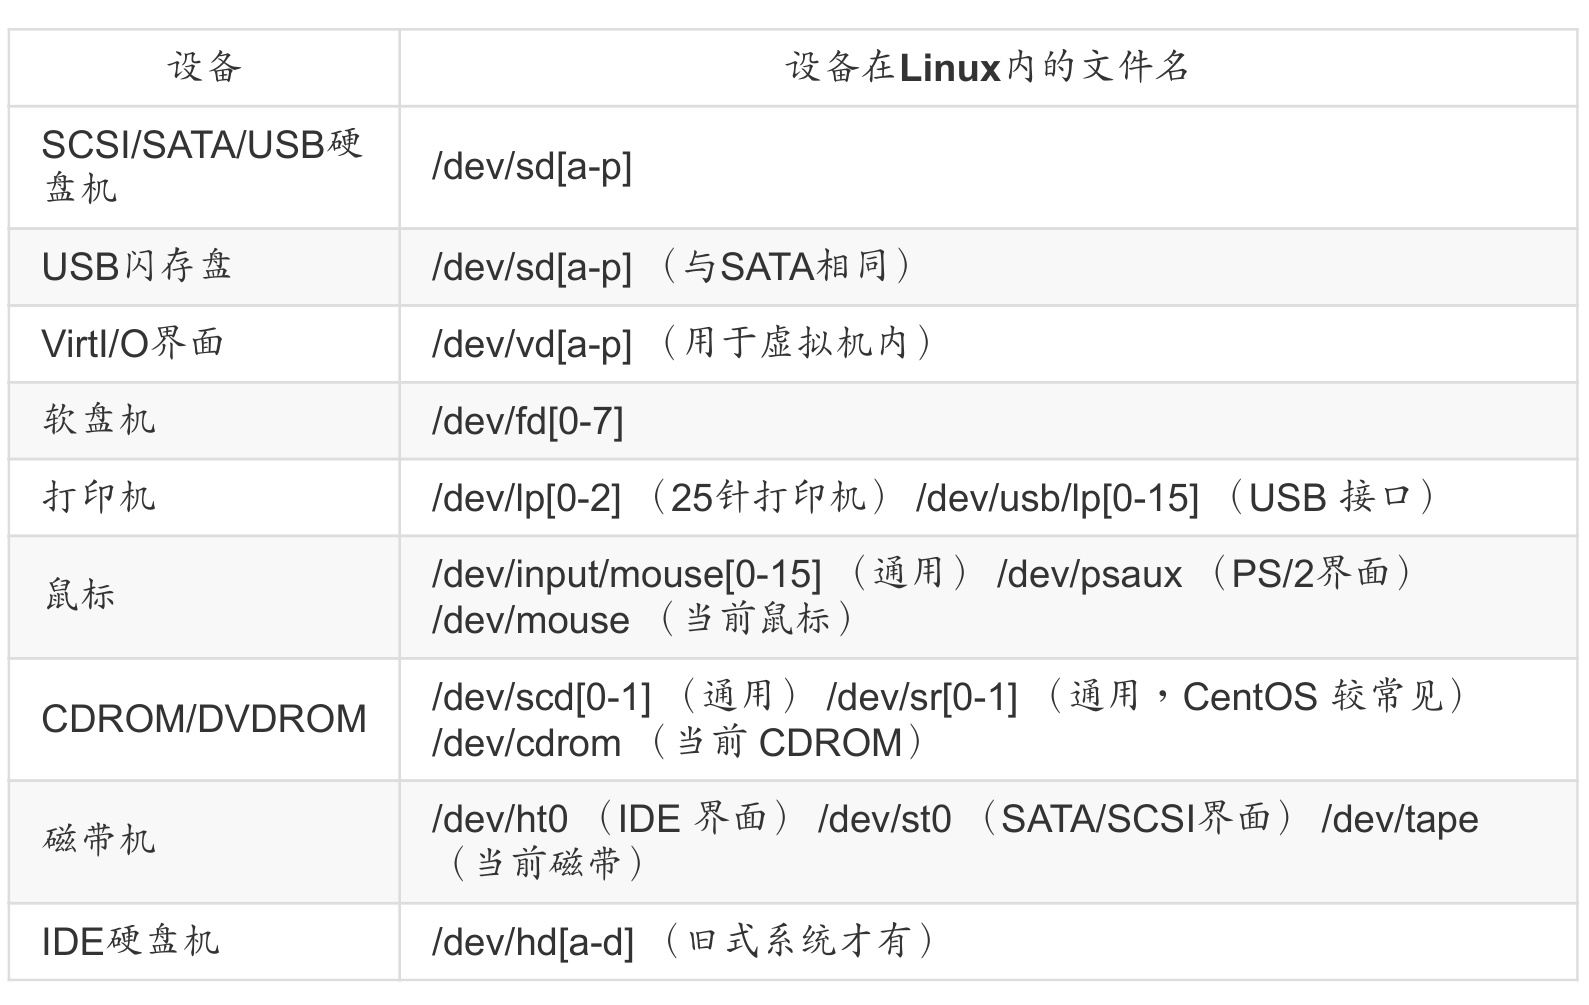 设备
设备在Linux内的文件名
SCSI/SATA/USB硬
盘机
/dev/sd[a-p]
USB闪存盘
/dev/sd[a-p] （与SATA相同）
VirtI/O界面
/dev/vd[a-p] （用于虚拟机内）
软盘机
/dev/fd[0-7]
打印机
/dev/lp[0-2] （25针打印机） /dev/usb/lp[0-15] （USB 接口）
鼠标
/dev/input/mouse[0-15] （通用） /dev/psaux （PS/2界面）
/dev/mouse （当前鼠标）
CDROM/DVDROM
/dev/scd[0-1] （通用） /dev/sr[0-1] （通用，CentOS 较常见）
/dev/cdrom （当前 CDROM）
磁带机
/dev/ht0 （IDE 界面） /dev/st0 （SATA/SCSI界面） /dev/tape
（当前磁带）
IDE硬盘机
/dev/hd[a-d] （旧式系统才有）